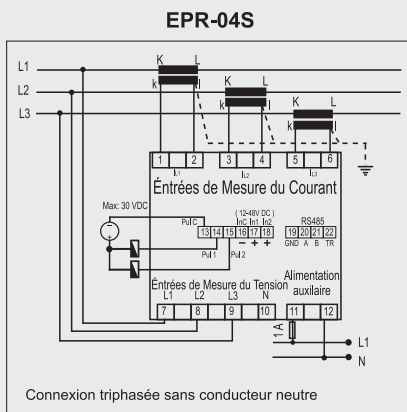 EPR-04S
K L
L1
k l
K L
L2
k l
K L
L3
k l
1 2 3 4 5 6
IL1 IL2 IL3
Éntrées de Mesure du Courant
Max: 30 VDC
( 12-48V DC )
RS485
Pul C
InC In1 In2
13 14 15 16 17 18
19 20 21 22
− + +
GND A B TR
Pul 1 Pul 2
Éntrées de Mesure du Tension
Alimentation
auxilaire
L1 L2 L3 N
7 8 9 10 11 12
1 A
L1
N
Connexion triphasée sans conducteur neutre